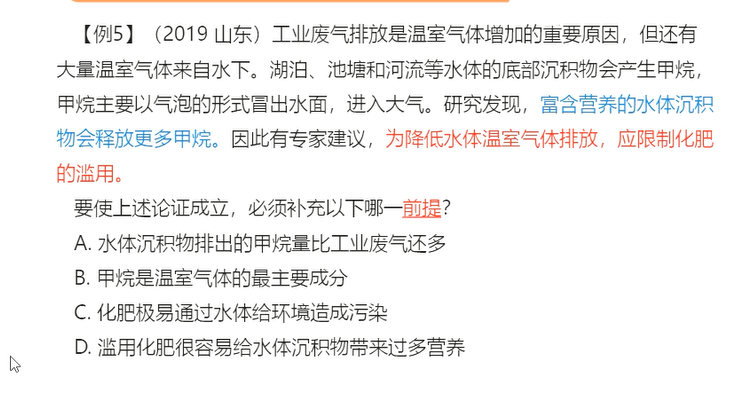 【例5】（2019 山东）工业废气排放是温室气体增加的重要原因，但还有
大量温室气体来自水下。湖泊、池塘和河流等水体的底部沉积物会产生甲烷，
甲烷主要以气泡的形式冒出水面，进入大气。研究发现，富含营养的水体沉积
物会释放更多甲烷。因此有专家建议，为降低水体温室气体排放，应限制化肥
的滥用。
要使上述论证成立，必须补充以下哪一前提？
A. 水体沉积物排出的甲烷量比工业废气还多
B. 甲烷是温室气体的最主要成分
C. 化肥极易通过水体给环境造成污染
D. 滥用化肥很容易给水体沉积物带来过多营养